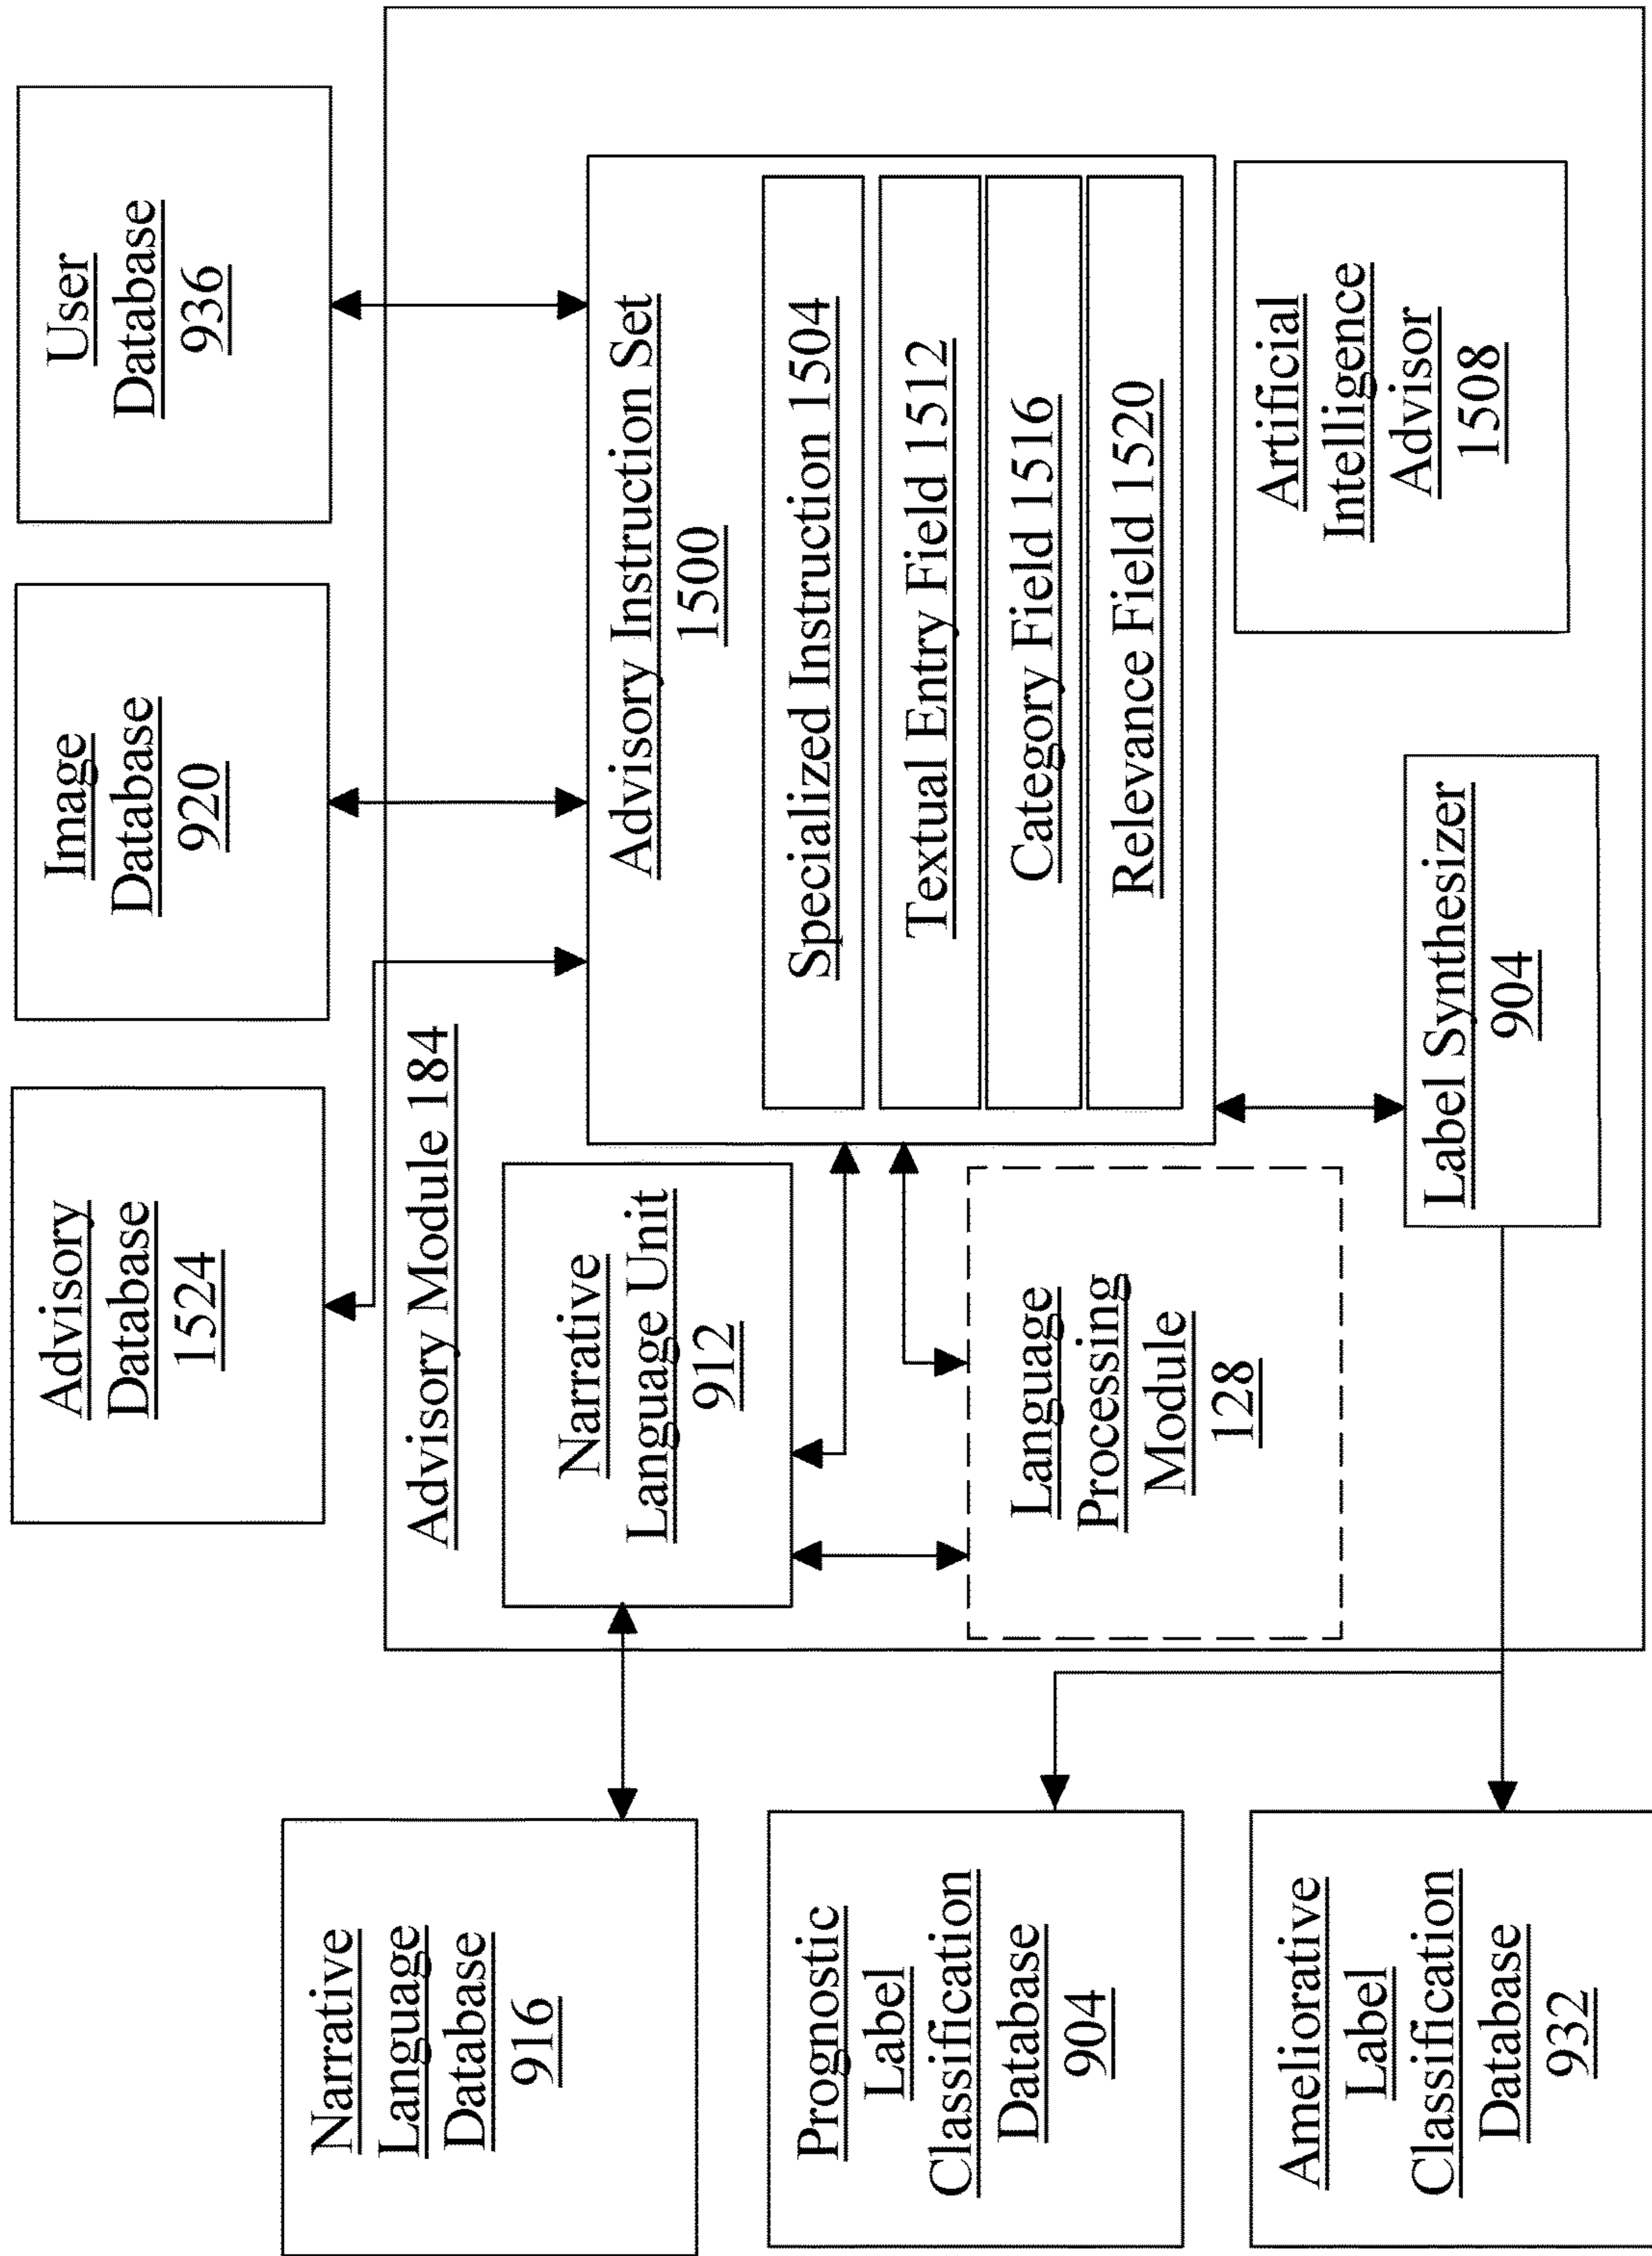 Advisory
Database
1524
Image
Database
920
User
Database
936
Advisory Module 184
Narrative
Language
Database
916
Narrative
Language Unit
912
Advisory Instruction Set
1500
Specialized Instruction 1504
Textual Entry Field 1512
Category Field 1516
Relevance Field 1520
Prognostic
Label
Classification
Database
904
Language
Processing
Module
128
Artificial
Intelligence
Advisor
1508
Ameliorative
Label
Classification
Database
932
Label Synthesizer
904